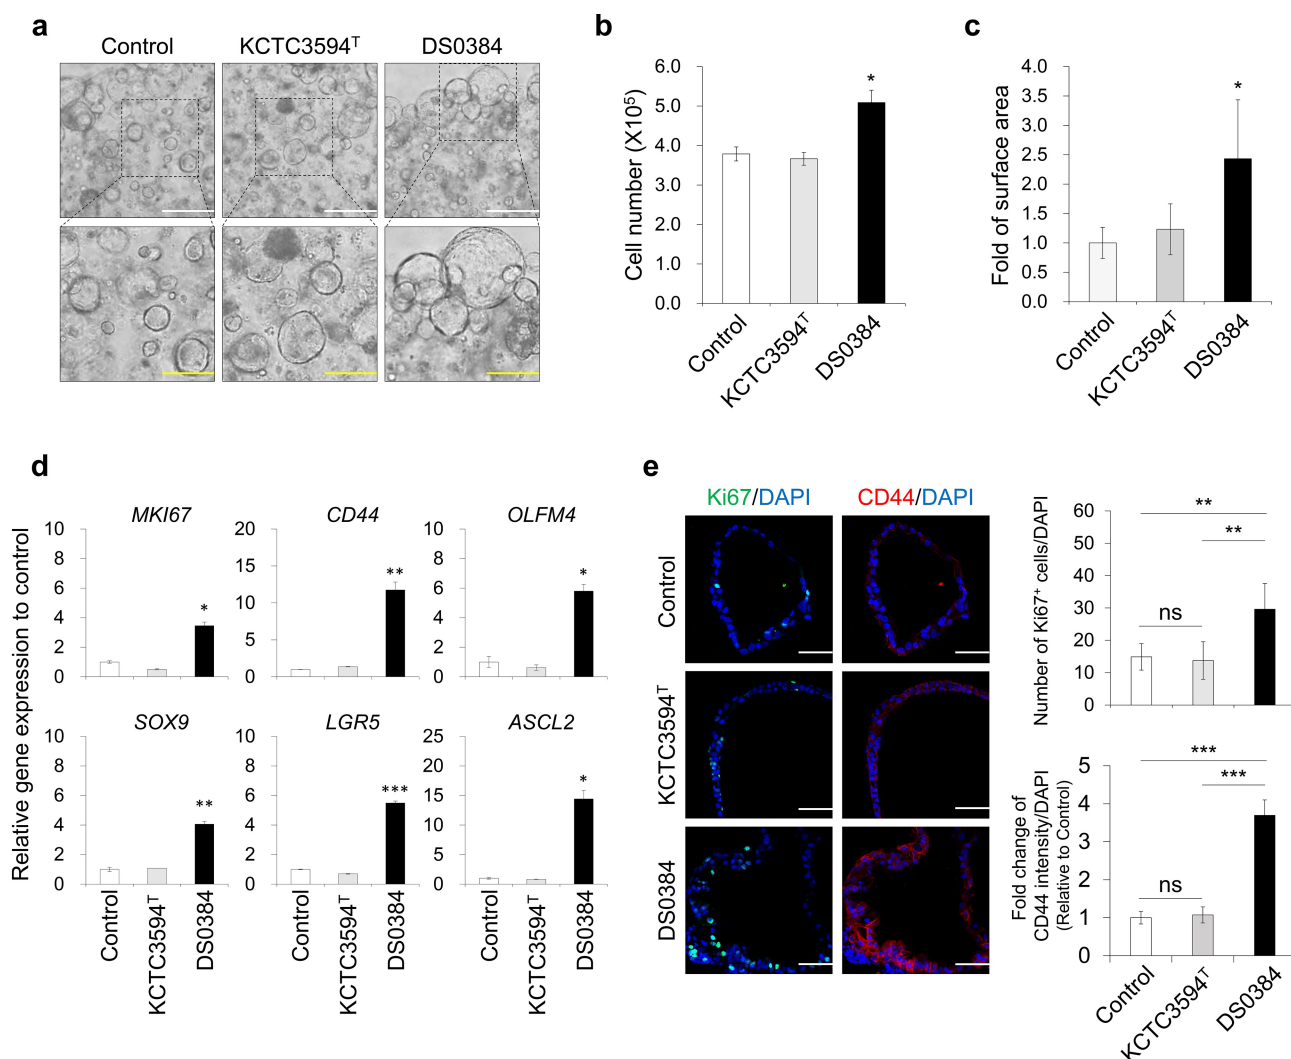 a
Control KCTC3594ᵀ DS0384
b
Cell number (X10⁵)
6.0
5.0
4.0
3.0
2.0
1.0
0.0
*
Control KCTC3594ᵀ DS0384
c
Fold of surface area
4.0
3.5
3.0
2.5
2.0
1.5
1.0
0.5
0.0
*
Control KCTC3594ᵀ DS0384
d
Relative gene expression to control
MKI67
10
8
6
4
2
0
*
CD44
20
15
10
5
0
**
OLFM4
10
8
6
4
2
0
*
SOX9
10
8
6
4
2
0
**
LGR5
10
8
6
4
2
0
***
ASCL2
25
20
15
10
5
0
*
Control KCTC3594ᵀ DS0384
Control KCTC3594ᵀ DS0384
Control KCTC3594ᵀ DS0384
e
Ki67/DAPI CD44/DAPI
Control
KCTC3594ᵀ
DS0384
Number of Ki67⁺ cells/DAPI
60
50
40
30
20
10
0
**
**
ns
Fold change of
CD44 intensity/DAPI
(Relative to Control)
5
4
3
2
1
0
***
***
ns
Control KCTC3594ᵀ DS0384